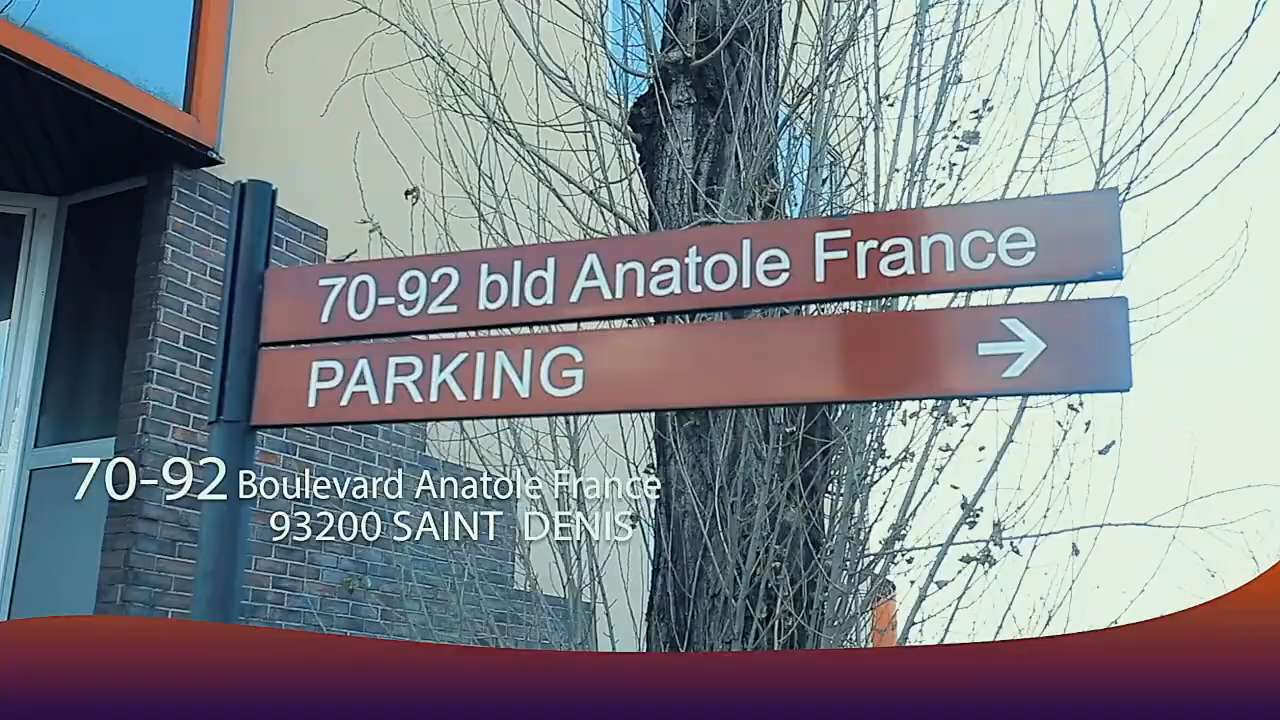 70-92 bld Anatole France
PARKING
70-92 Boulevard Anatole France
93200 SAINT DENIS